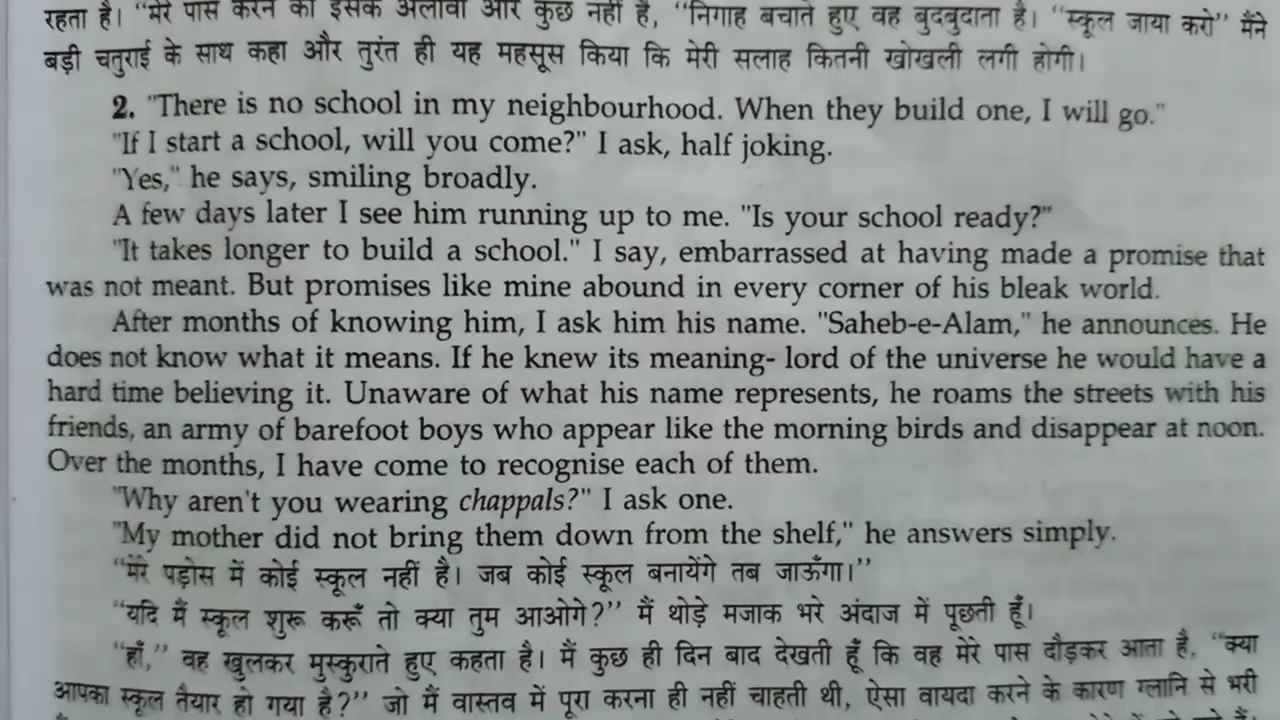 रहता है। “मेरे पास करने को इसके अलावा और कुछ नहीं है, “निगाह बचाते हुए वह बुदबुदाता है। “स्कूल जाया करो” मैंने
बड़ी चतुराई के साथ कहा और तुरंत ही यह महसूस किया कि मेरी सलाह कितनी खोखली लगी होगी।
2. "There is no school in my neighbourhood. When they build one, I will go."
"If I start a school, will you come?" I ask, half joking.
"Yes," he says, smiling broadly.
A few days later I see him running up to me. "Is your school ready?"
"It takes longer to build a school." I say, embarrassed at having made a promise that
was not meant. But promises like mine abound in every corner of his bleak world.
After months of knowing him, I ask him his name. "Saheb-e-Alam," he announces. He
does not know what it means. If he knew its meaning- lord of the universe he would have a
hard time believing it. Unaware of what his name represents, he roams the streets with his
friends, an army of barefoot boys who appear like the morning birds and disappear at noon.
Over the months, I have come to recognise each of them.
"Why aren't you wearing chappals?" I ask one.
"My mother did not bring them down from the shelf," he answers simply.
“मेरे पड़ोस में कोई स्कूल नहीं है। जब कोई स्कूल बनायेंगे तब जाऊँगा।”
“यदि मैं स्कूल शुरू करूँ तो क्या तुम आओगे?” मैं थोड़े मजाक भरे अंदाज में पूछती हूँ।
“हाँ,” वह खुलकर मुस्कुराते हुए कहता है। मैं कुछ ही दिन बाद देखती हूँ कि वह मेरे पास दौड़कर आता है, “क्या
आपका स्कूल तैयार हो गया है?” जो मैं वास्तव में पूरा करना ही नहीं चाहती थी, ऐसा वायदा करने के कारण ग्लानि से भरी